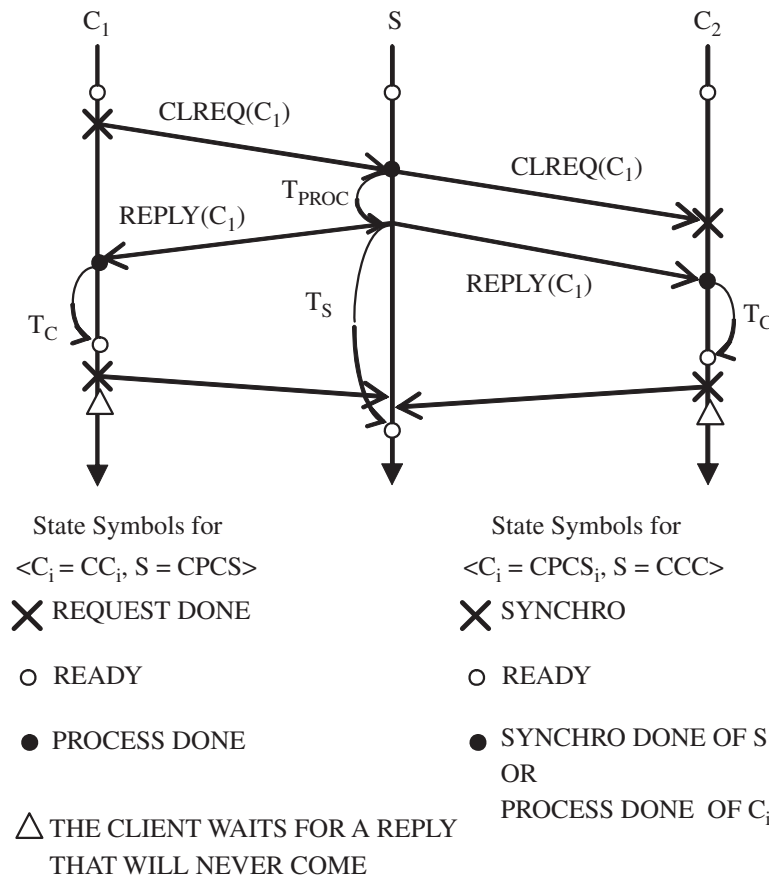 C1 S C2
CLREQ(C1)
CLREQ(C1)
TPROC
REPLY(C1)
REPLY(C1)
TS
TC
TC
State Symbols for
<Ci = CCi, S = CPCS>
REQUEST DONE
READY
PROCESS DONE
THE CLIENT WAITS FOR A REPLY
THAT WILL NEVER COME
State Symbols for
<Ci = CPCSi, S = CCC>
SYNCHRO
READY
SYNCHRO DONE OF S
OR
PROCESS DONE OF Ci